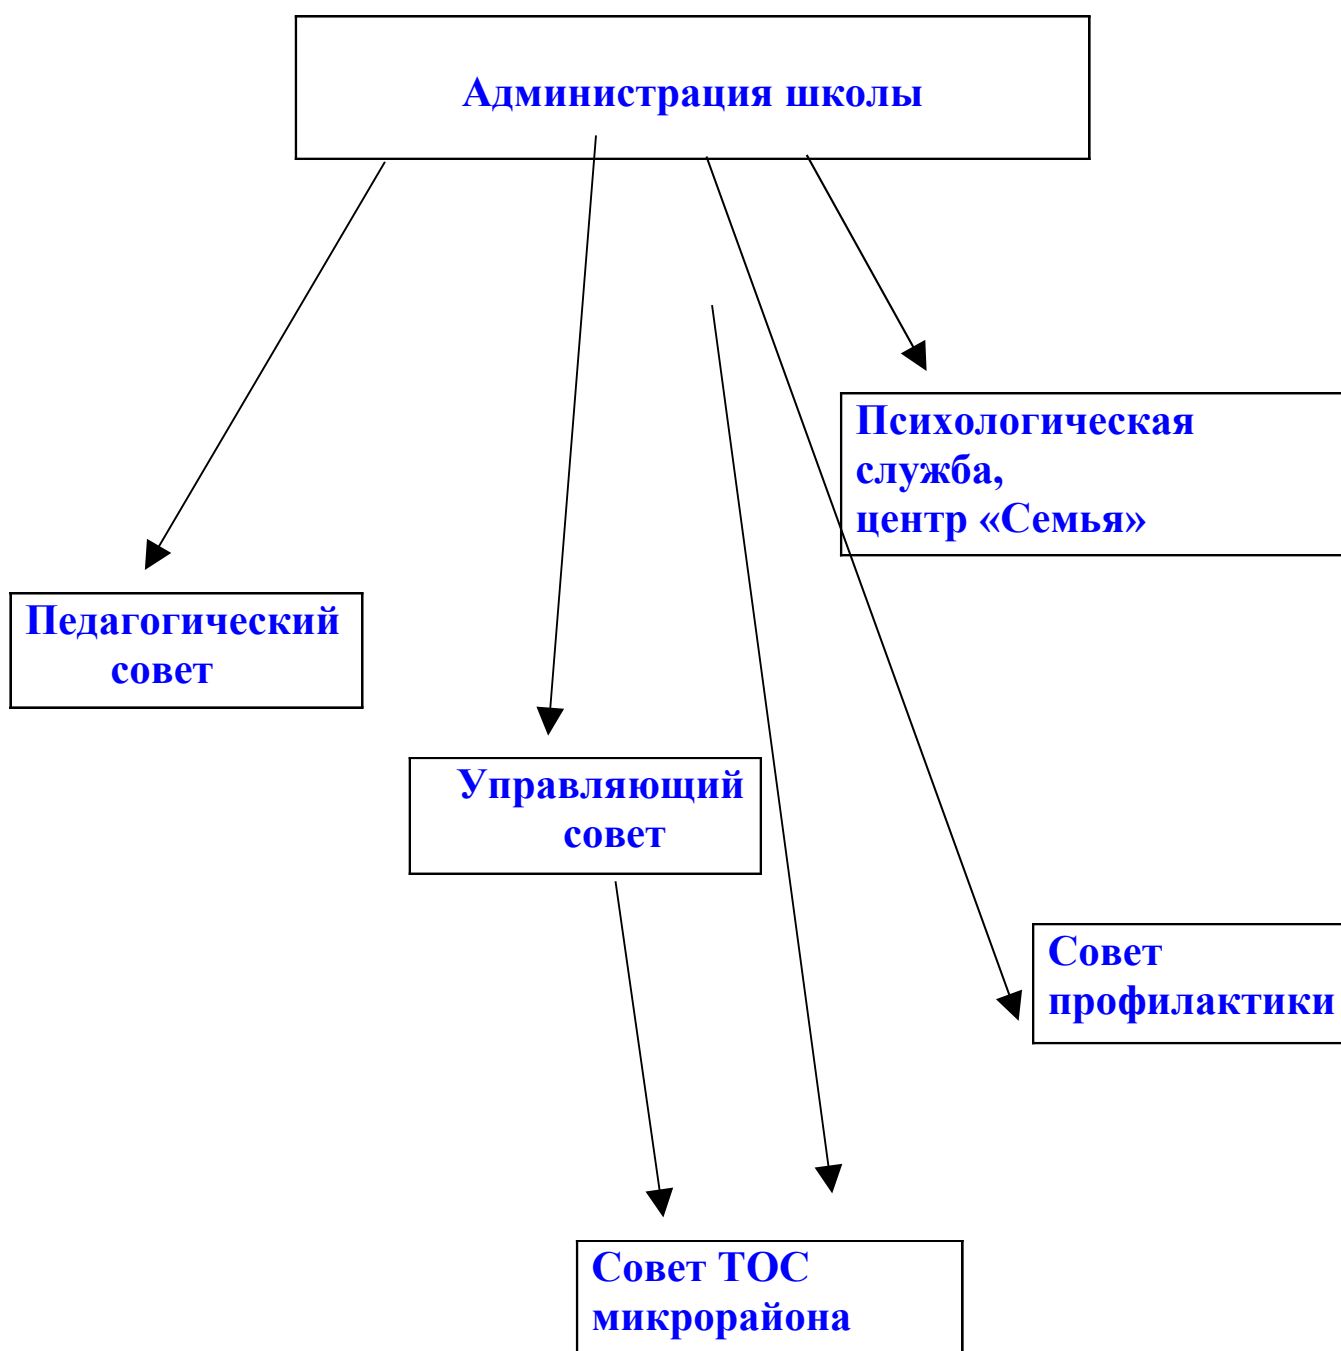 Администрация школы
Психологическая
служба,
центр «Семья»
Педагогический
совет
Управляющий
совет
Совет
профилактики
Совет ТОС
микрорайона